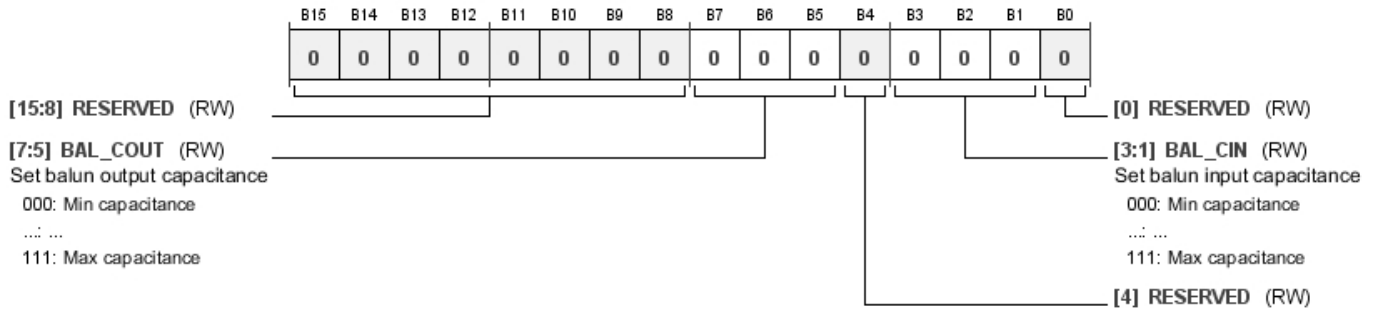 B15 B14 B13 B12 B11 B10 B9 B8 B7 B6 B5 B4 B3 B2 B1 B0
0 0 0 0 0 0 0 0 0 0 0 0 0 0 0 0
[15:8] RESERVED (RW)
[7:5] BAL_COUT (RW)
Set balun output capacitance
000: Min capacitance
...: ...
111: Max capacitance
[0] RESERVED (RW)
[3:1] BAL_CIN (RW)
Set balun input capacitance
000: Min capacitance
...: ...
111: Max capacitance
[4] RESERVED (RW)